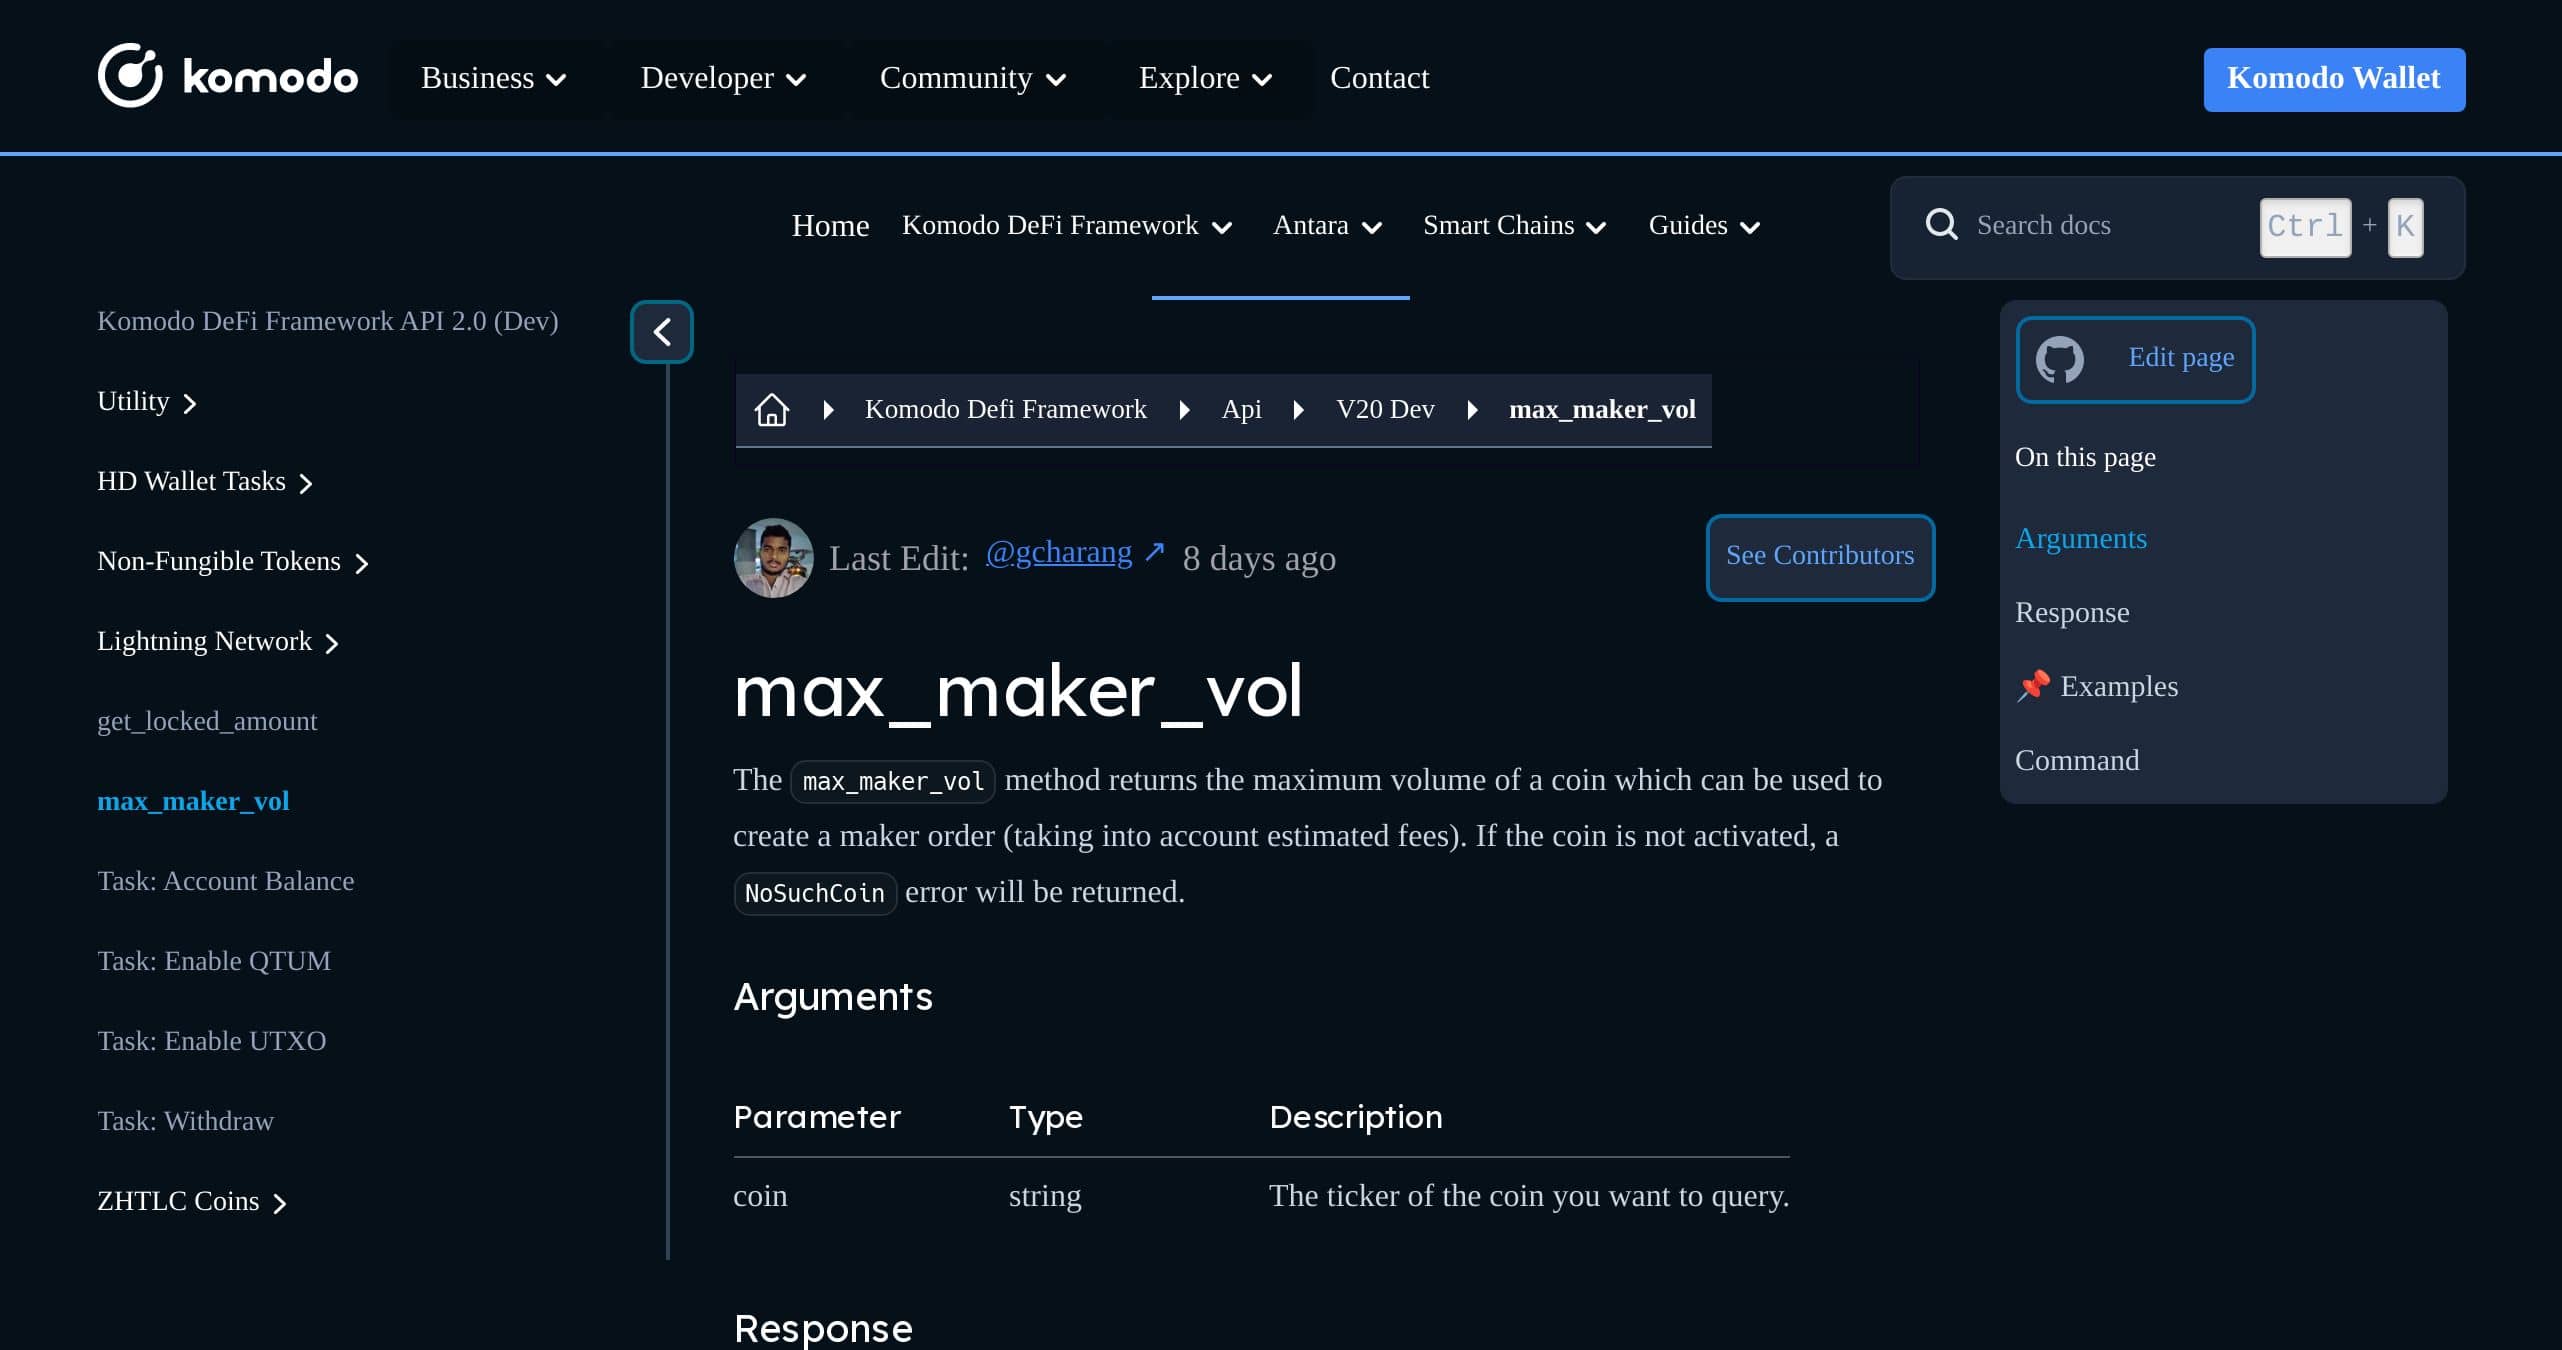 komodo Business Developer Community Explore Contact Komodo Wallet
Home Komodo DeFi Framework Antara Smart Chains Guides Search docs Ctrl + K
Komodo DeFi Framework API 2.0 (Dev)
Utility
HD Wallet Tasks
Non-Fungible Tokens
Lightning Network
get_locked_amount
max_maker_vol
Task: Account Balance
Task: Enable QTUM
Task: Enable UTXO
Task: Withdraw
ZHTLC Coins
Komodo Defi Framework Api V20 Dev max_maker_vol
Last Edit: @gcharang ↗ 8 days ago See Contributors
max_maker_vol
The max_maker_vol method returns the maximum volume of a coin which can be used to
create a maker order (taking into account estimated fees). If the coin is not activated, a
NoSuchCoin error will be returned.
Arguments
Parameter Type Description
coin string The ticker of the coin you want to query.
Response
Edit page
On this page
Arguments
Response
📌 Examples
Command